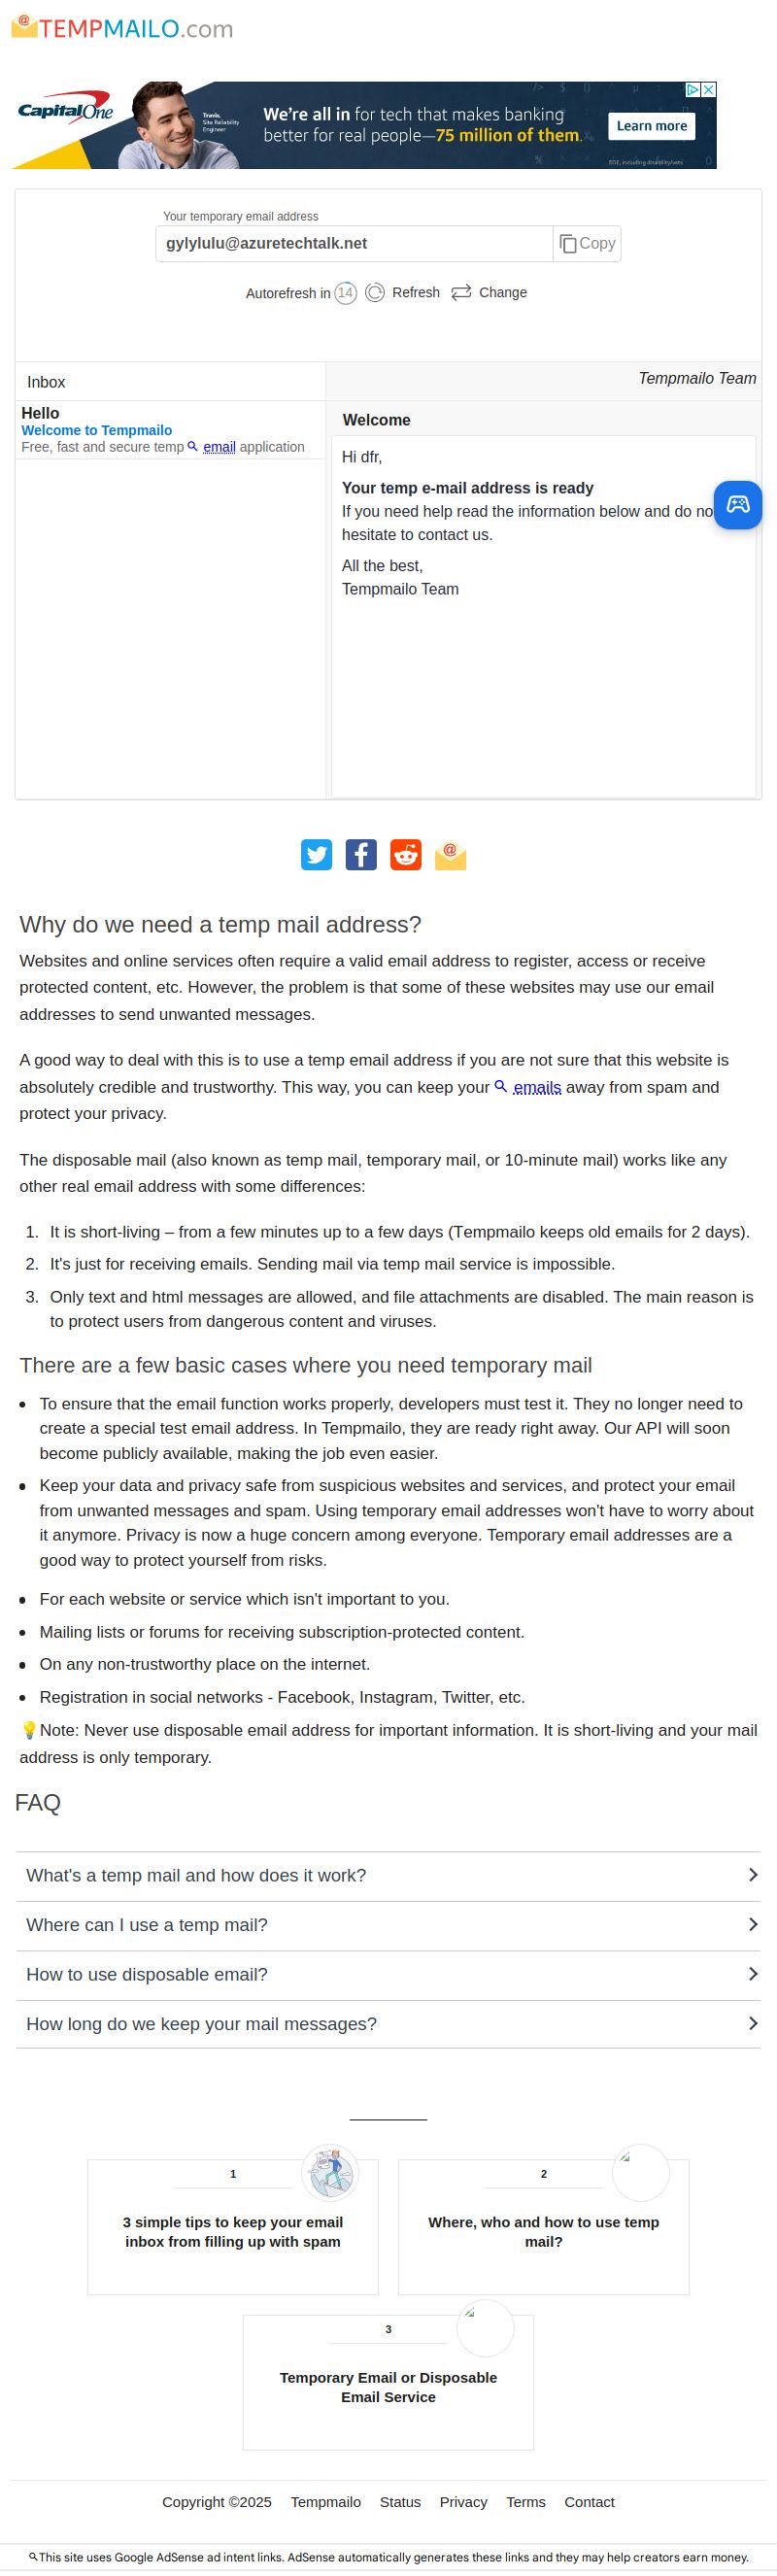 TEMPMAILO.com
Capital One
Travis,
Site Reliability
Engineer
We're all in for tech that makes banking
better for real people—75 million of them.
Learn more
EOE, including disability/vets
Your temporary email address
gylylulu@azuretechtalk.net
Copy
Autorefresh in 14 Refresh Change
Inbox
Tempmailo Team
Hello
Welcome to Tempmailo
Free, fast and secure temp email application
Welcome
Hi dfr,
Your temp e-mail address is ready
If you need help read the information below and do no
hesitate to contact us.
All the best,
Tempmailo Team
Why do we need a temp mail address?
Websites and online services often require a valid email address to register, access or receive
protected content, etc. However, the problem is that some of these websites may use our email
addresses to send unwanted messages.
A good way to deal with this is to use a temp email address if you are not sure that this website is
absolutely credible and trustworthy. This way, you can keep your emails away from spam and
protect your privacy.
The disposable mail (also known as temp mail, temporary mail, or 10-minute mail) works like any
other real email address with some differences:
1. It is short-living – from a few minutes up to a few days (Tempmailo keeps old emails for 2 days).
2. It's just for receiving emails. Sending mail via temp mail service is impossible.
3. Only text and html messages are allowed, and file attachments are disabled. The main reason is
to protect users from dangerous content and viruses.
There are a few basic cases where you need temporary mail
• To ensure that the email function works properly, developers must test it. They no longer need to
create a special test email address. In Tempmailo, they are ready right away. Our API will soon
become publicly available, making the job even easier.
• Keep your data and privacy safe from suspicious websites and services, and protect your email
from unwanted messages and spam. Using temporary email addresses won't have to worry about
it anymore. Privacy is now a huge concern among everyone. Temporary email addresses are a
good way to protect yourself from risks.
• For each website or service which isn't important to you.
• Mailing lists or forums for receiving subscription-protected content.
• On any non-trustworthy place on the internet.
• Registration in social networks - Facebook, Instagram, Twitter, etc.
💡Note: Never use disposable email address for important information. It is short-living and your mail
address is only temporary.
FAQ
What's a temp mail and how does it work?
Where can I use a temp mail?
How to use disposable email?
How long do we keep your mail messages?
1
3 simple tips to keep your email
inbox from filling up with spam
2
Where, who and how to use temp
mail?
3
Temporary Email or Disposable
Email Service
Copyright ©2025 Tempmailo Status Privacy Terms Contact
This site uses Google AdSense ad intent links. AdSense automatically generates these links and they may help creators earn money.